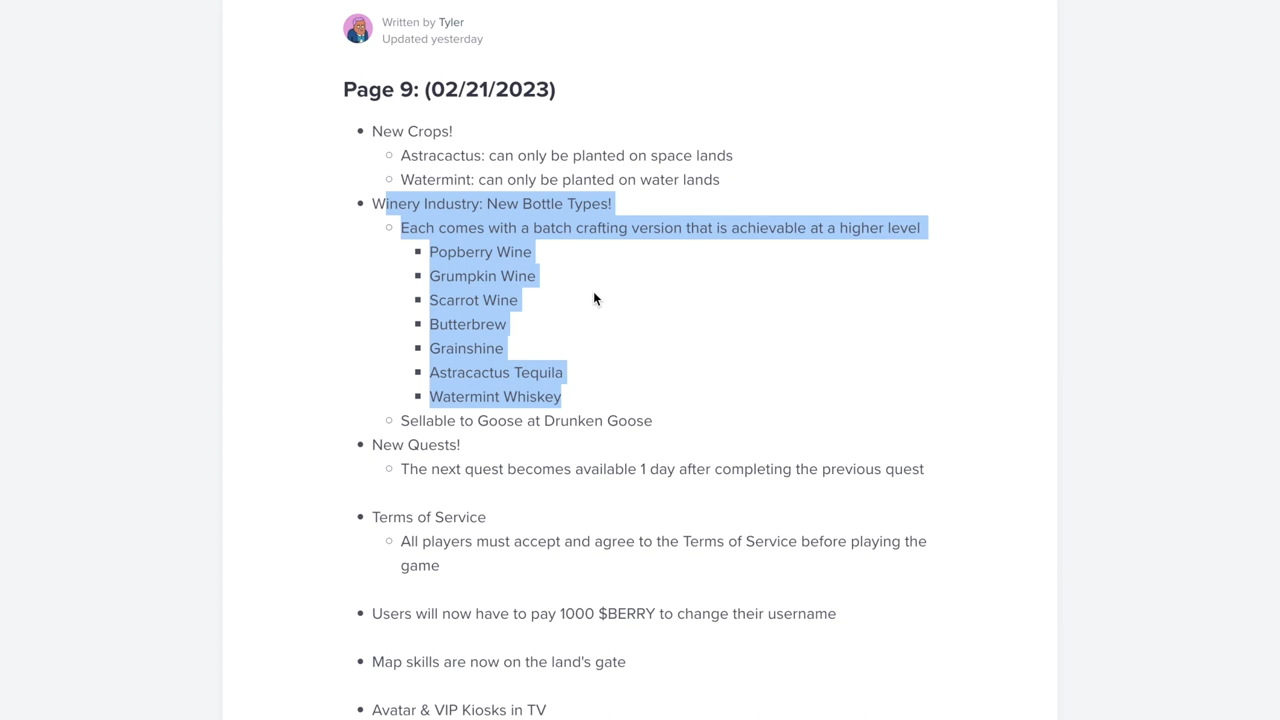 Written by Tyler
Updated yesterday
Page 9: (02/21/2023)
New Crops!
Astracactus: can only be planted on space lands
Watermint: can only be planted on water lands
Winery Industry: New Bottle Types!
Each comes with a batch crafting version that is achievable at a higher level
Popberry Wine
Grumpkin Wine
Scarrot Wine
Butterbrew
Grainshine
Astracactus Tequila
Watermint Whiskey
Sellable to Goose at Drunken Goose
New Quests!
The next quest becomes available 1 day after completing the previous quest
Terms of Service
All players must accept and agree to the Terms of Service before playing the
game
Users will now have to pay 1000 $BERRY to change their username
Map skills are now on the land's gate
Avatar & VIP Kiosks in TV